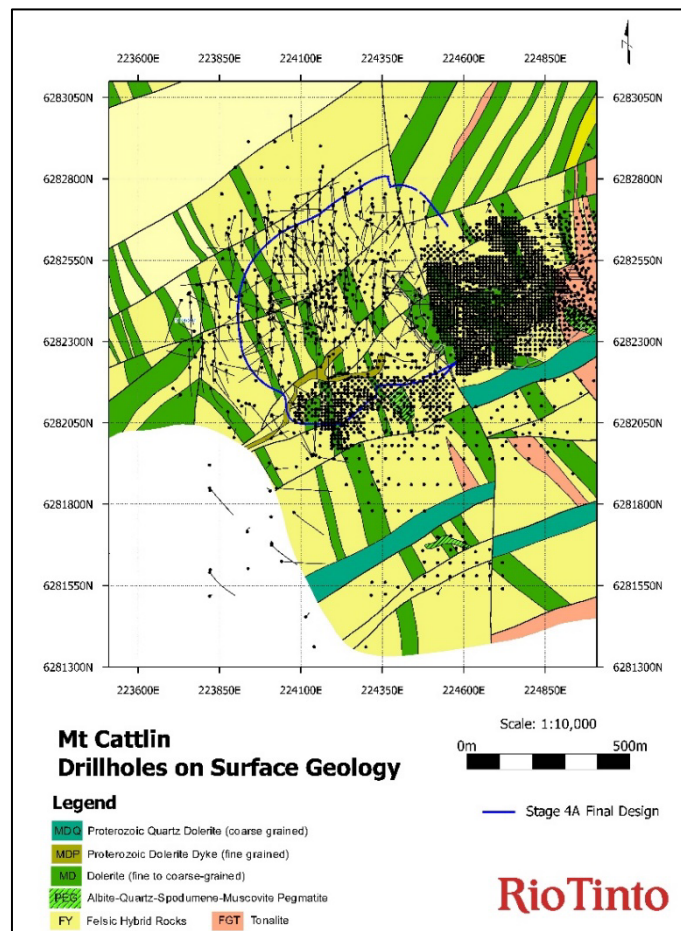 N
223600E 223850E 224100E 224350E 224600E 224850E
6283050N 6283050N
6282800N 6282800N
6282550N 6282550N
6282300N 6282300N
6282050N 6282050N
6281800N 6281800N
6281550N 6281550N
6281300N 6281300N
223600E 223850E 224100E 224350E 224600E 224850E
Mt Cattlin
Drillholes on Surface Geology
Scale: 1:10,000
0m 500m
Legend
Stage 4A Final Design
MDQ Proterozoic Quartz Dolerite (coarse grained)
MDP Proterozoic Dolerite Dyke (fine grained)
MD Dolerite (fine to coarse-grained)
PEG Albite-Quartz-Spodumene-Muscovite Pegmatite
FY Felsic Hybrid Rocks FGT Tonalite
RioTinto